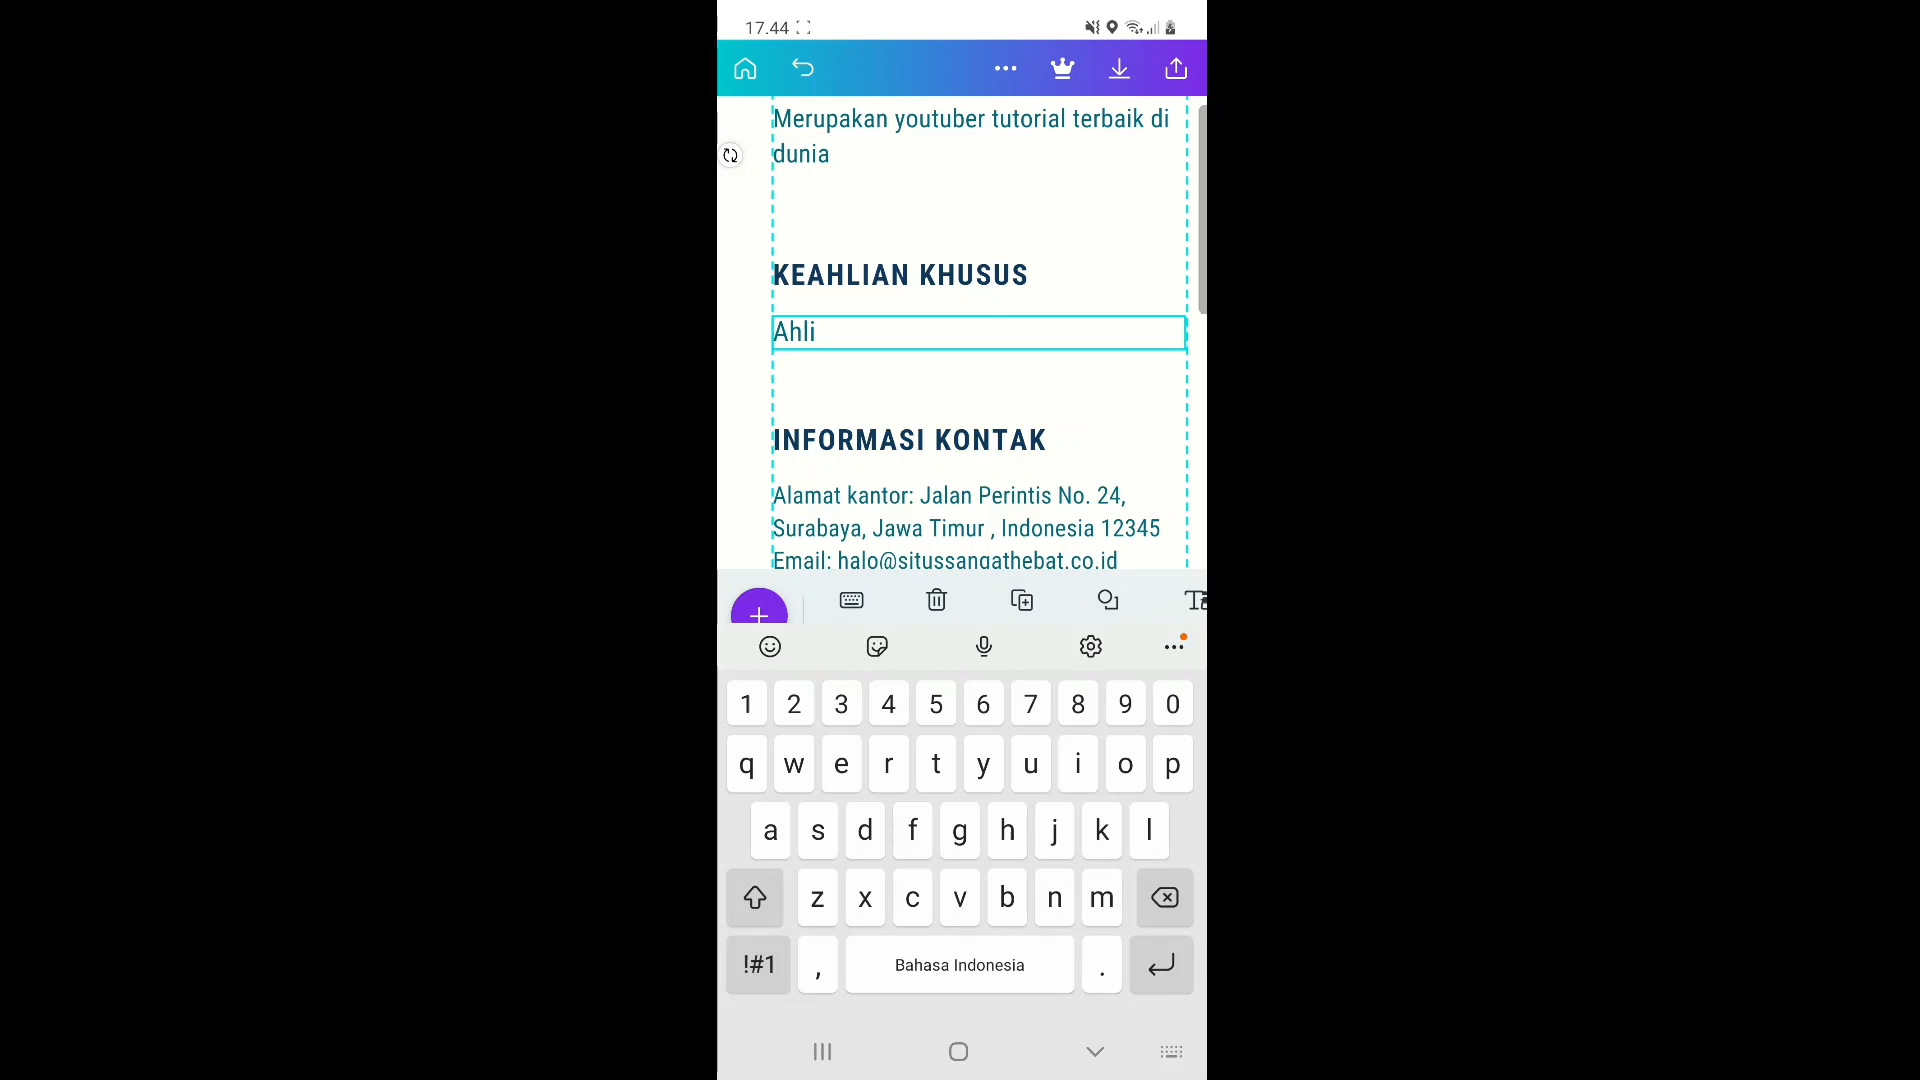 17.44
Merupakan youtuber tutorial terbaik di
dunia
KEAHLIAN KHUSUS
Ahli
INFORMASI KONTAK
Alamat kantor: Jalan Perintis No. 24,
Surabaya, Jawa Timur , Indonesia 12345
Email: halo@situssangathebat.co.id
1 2 3 4 5 6 7 8 9 0
q w e r t y u i o p
a s d f g h j k l
z x c v b n m
!#1 , Bahasa Indonesia .